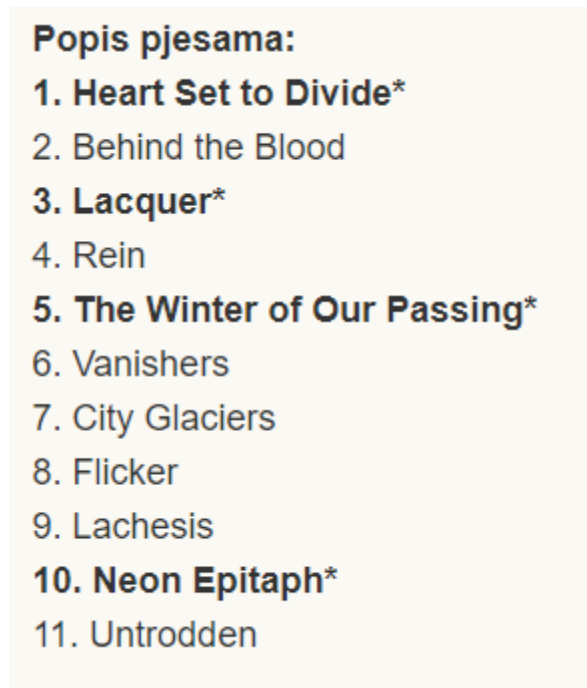 Popis pjesama:
1. Heart Set to Divide*
2. Behind the Blood
3. Lacquer*
4. Rein
5. The Winter of Our Passing*
6. Vanishers
7. City Glaciers
8. Flicker
9. Lachesis
10. Neon Epitaph*
11. Untrodden